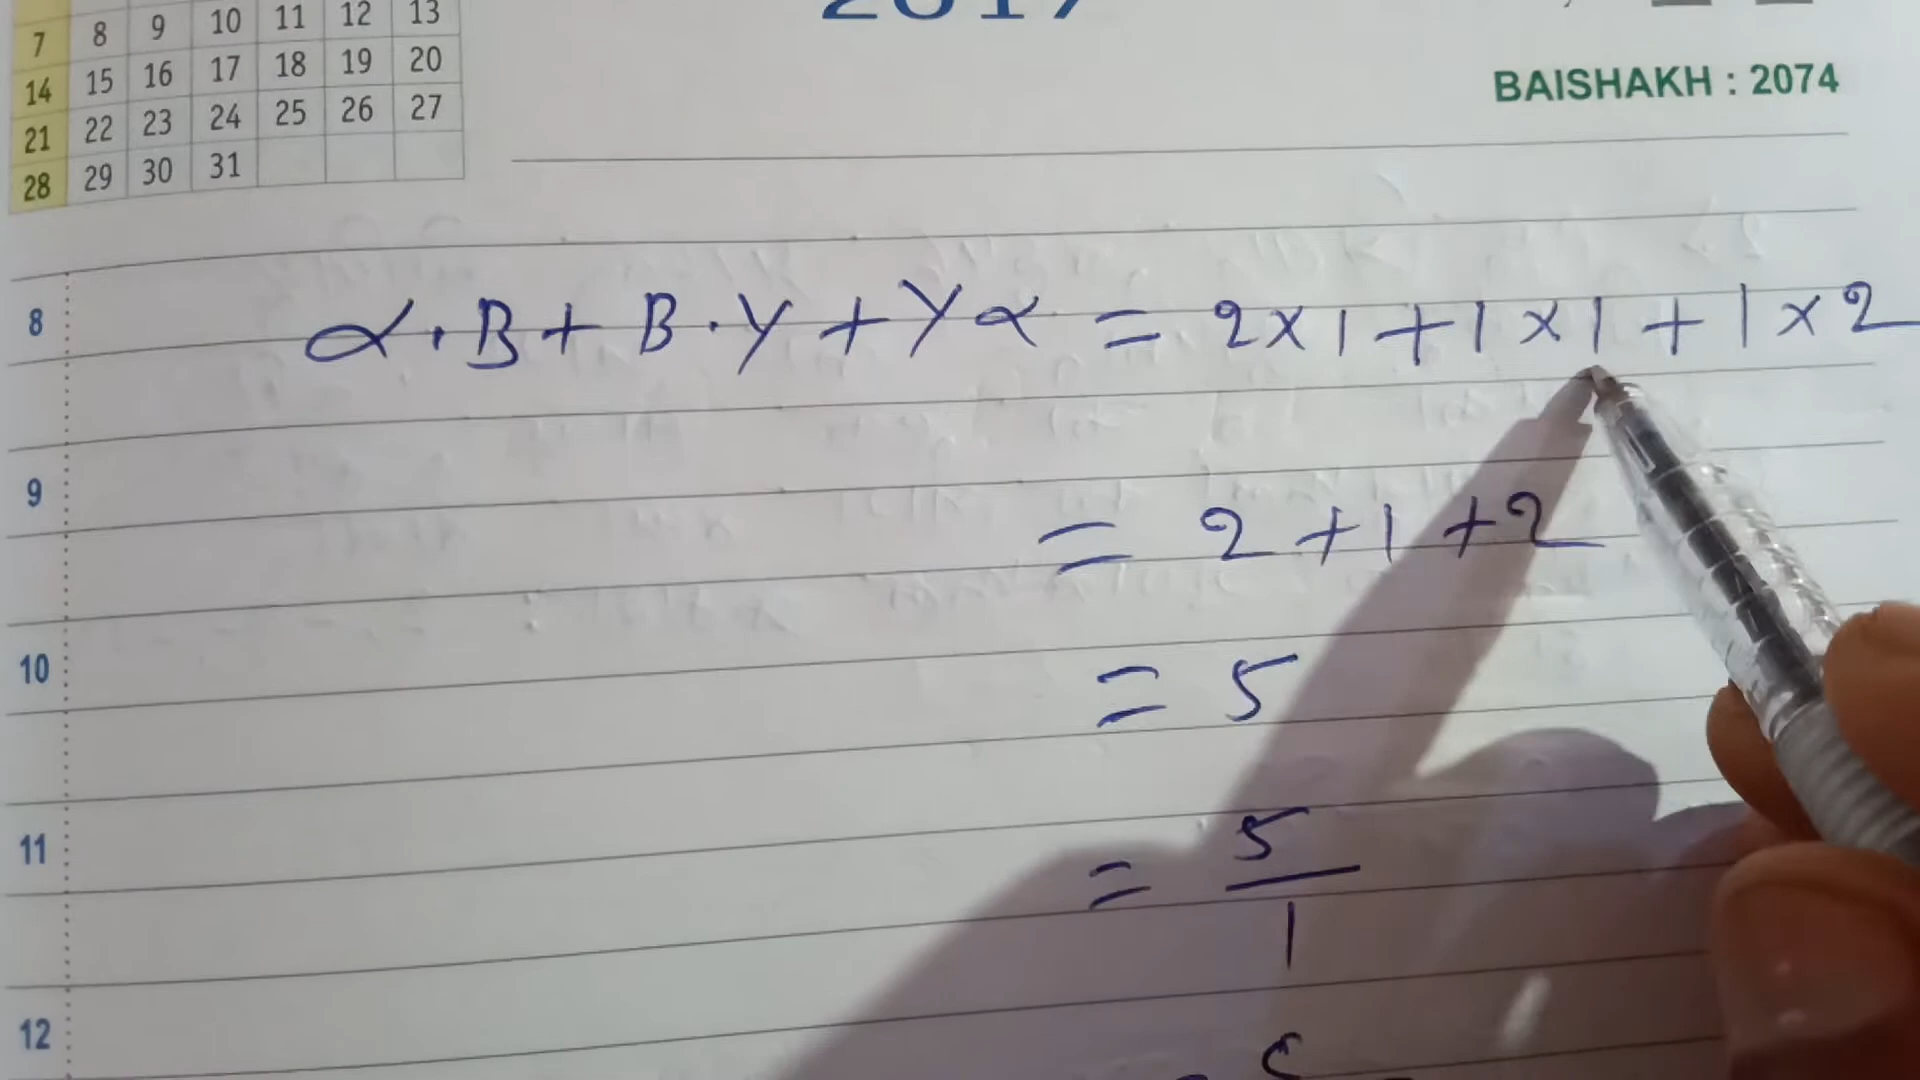 2017
7 8 9 10 11 12 13
BAISHAKH : 2074
14 15 16 17 18 19 20
21 22 23 24 25 26 27
28 29 30 31
8 α.B + B.γ + γα = 2×1 + 1×1 + 1×2
9 = 2+1+2
10 = 5
11 = 5/1
12